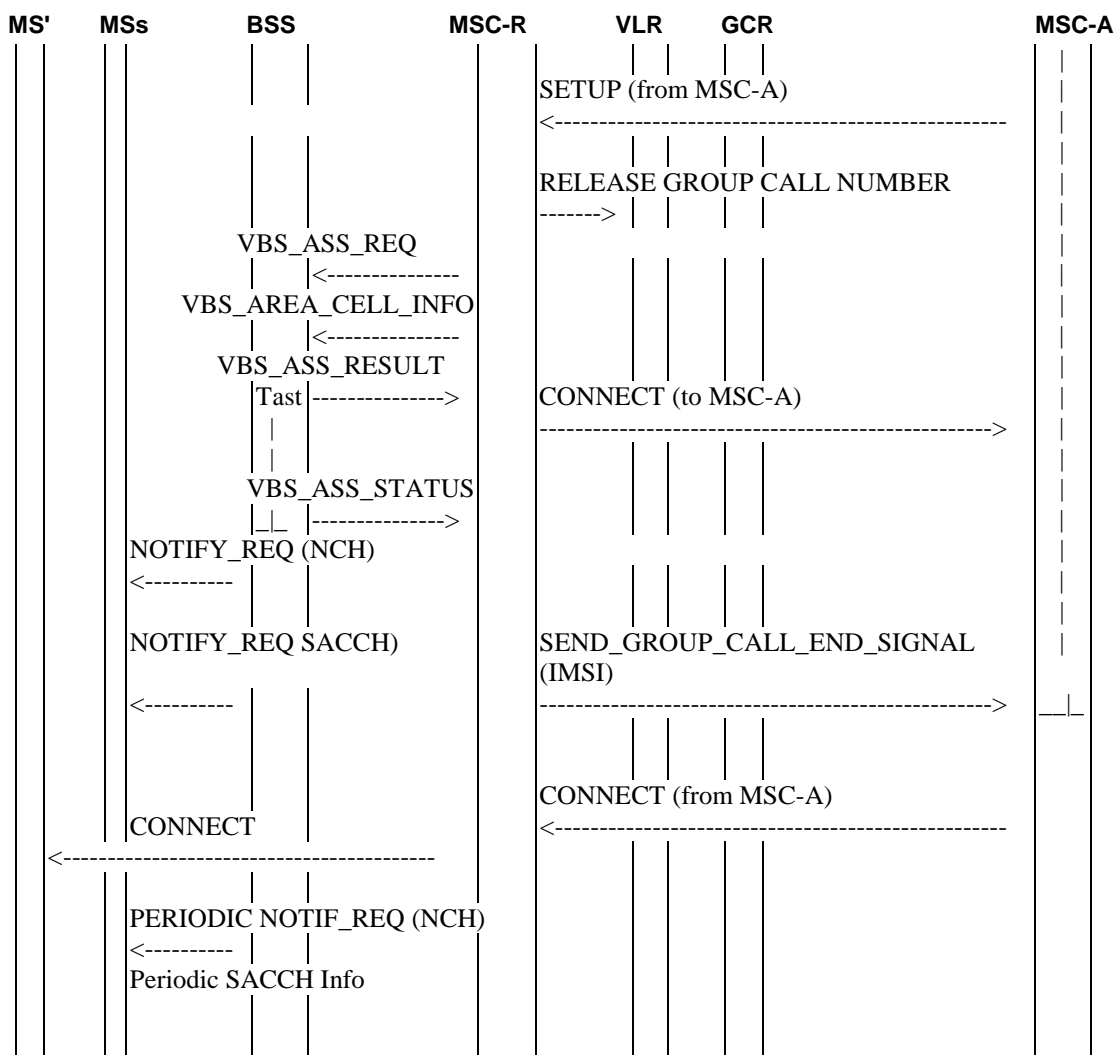 MS' MSs BSS MSC-R VLR GCR MSC-A
SETUP (from MSC-A)
RELEASE GROUP CALL NUMBER
VBS_ASS_REQ
VBS_AREA_CELL_INFO
VBS_ASS_RESULT
Tast CONNECT (to MSC-A)
VBS_ASS_STATUS
NOTIFY_REQ (NCH)
NOTIFY_REQ SACCH) SEND_GROUP_CALL_END_SIGNAL
(IMSI)
CONNECT (from MSC-A)
CONNECT
PERIODIC NOTIF_REQ (NCH)
Periodic SACCH Info